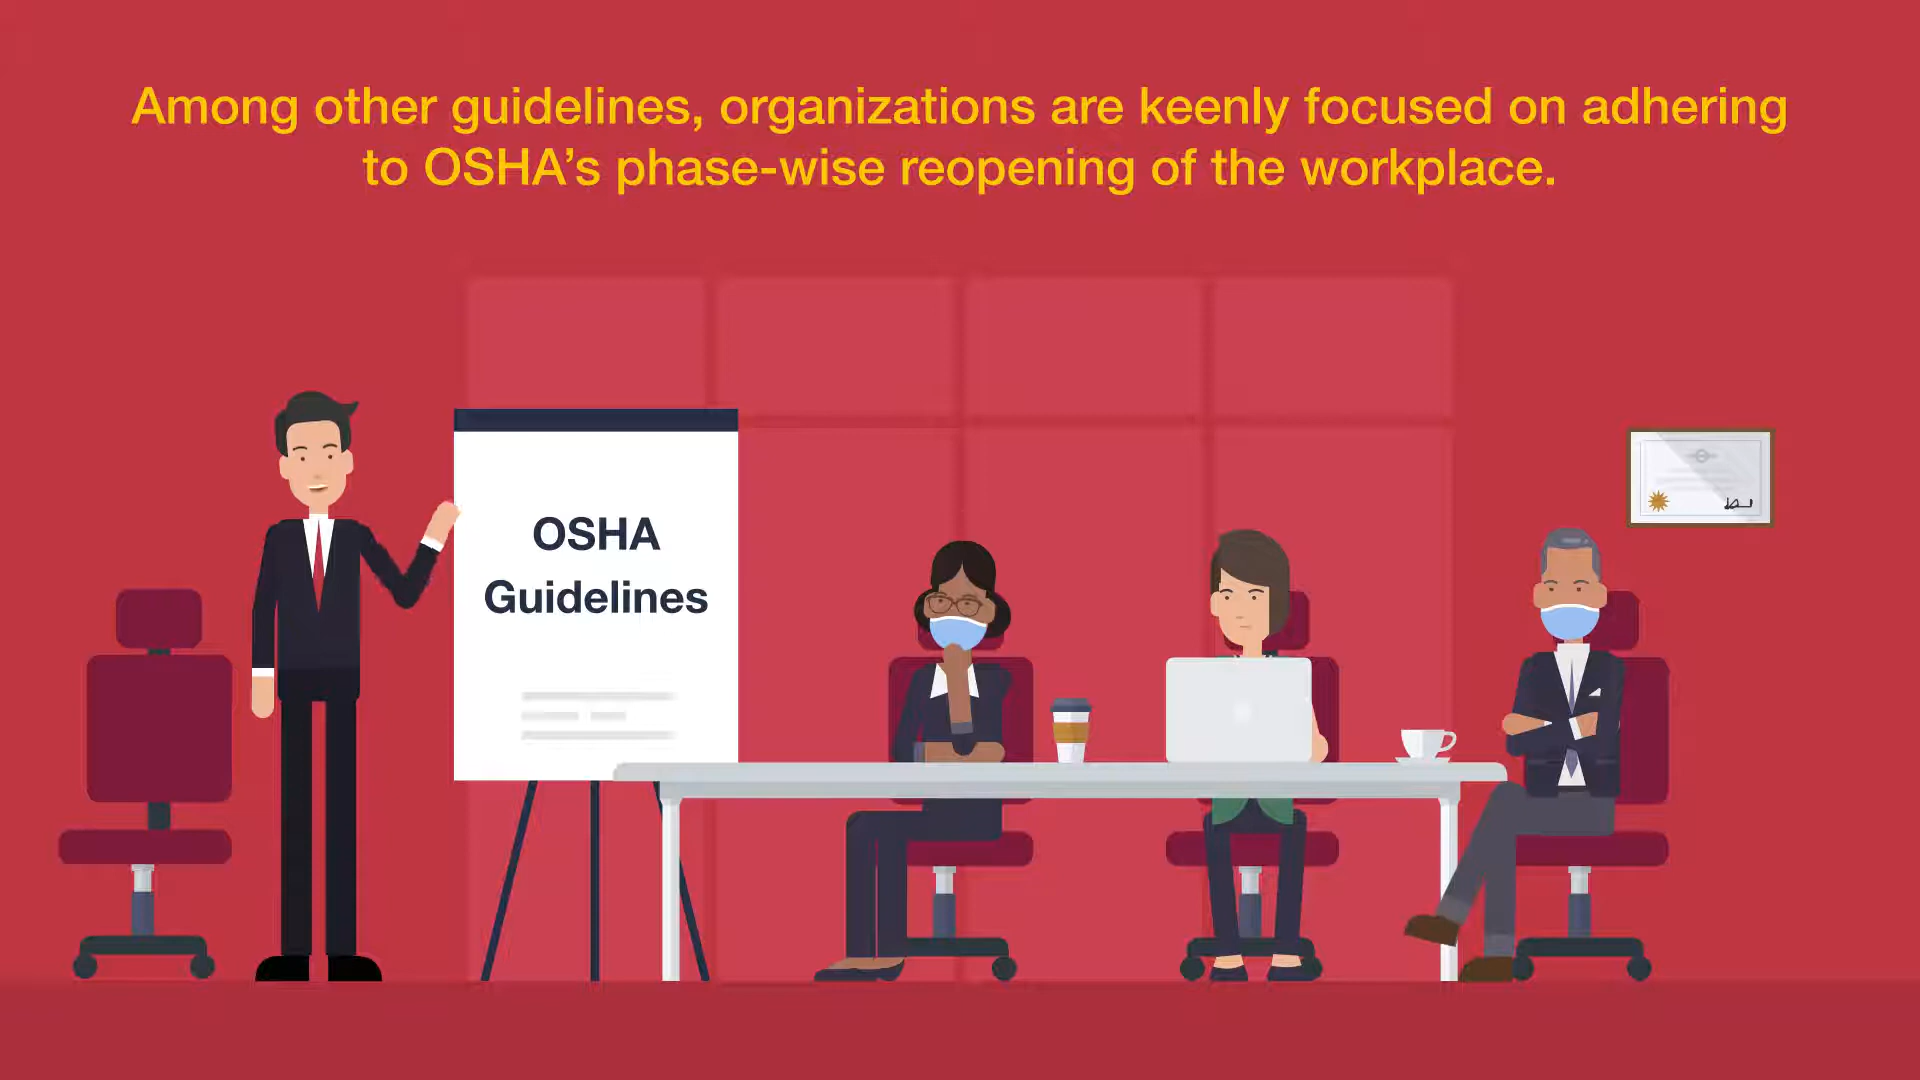 Among other guidelines, organizations are keenly focused on adhering
to OSHA’s phase-wise reopening of the workplace.
OSHA
Guidelines